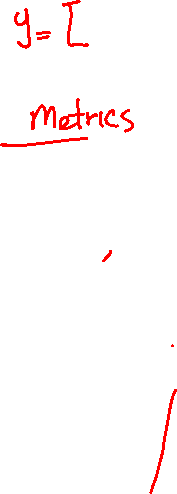 y = [
Metrics